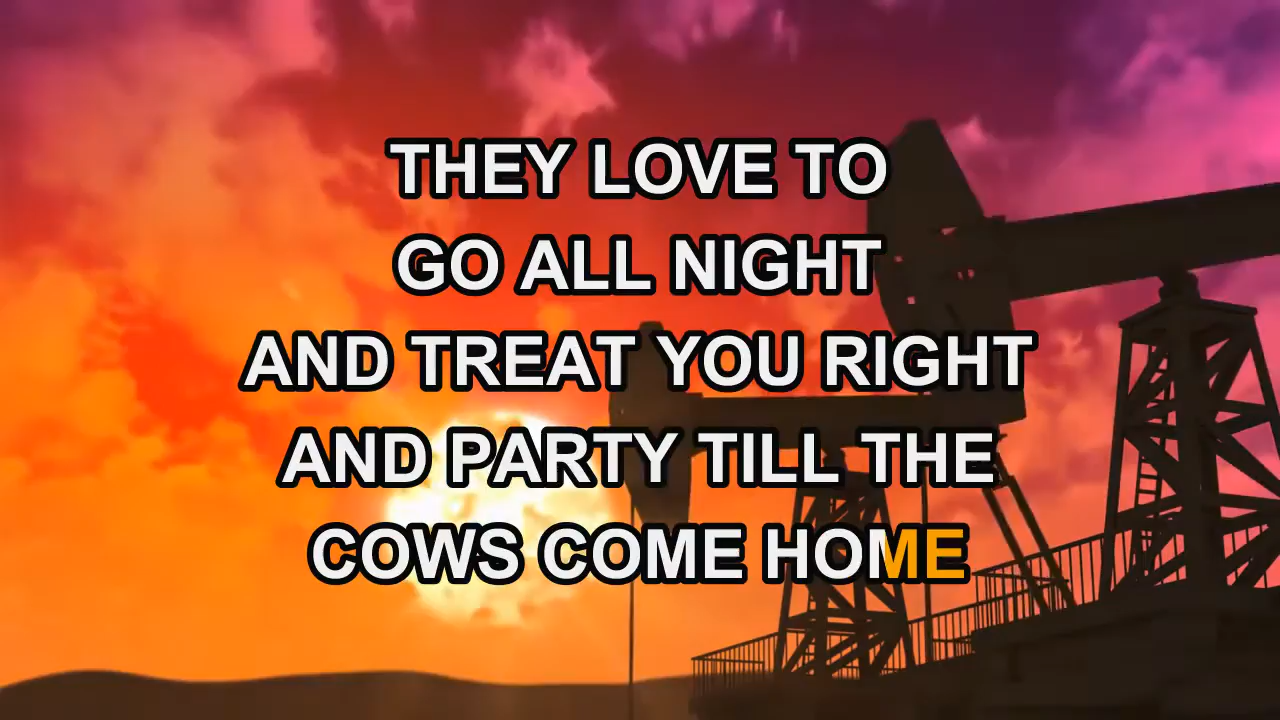 THEY LOVE TO
GO ALL NIGHT
AND TREAT YOU RIGHT
AND PARTY TILL THE
COWS COME HOME